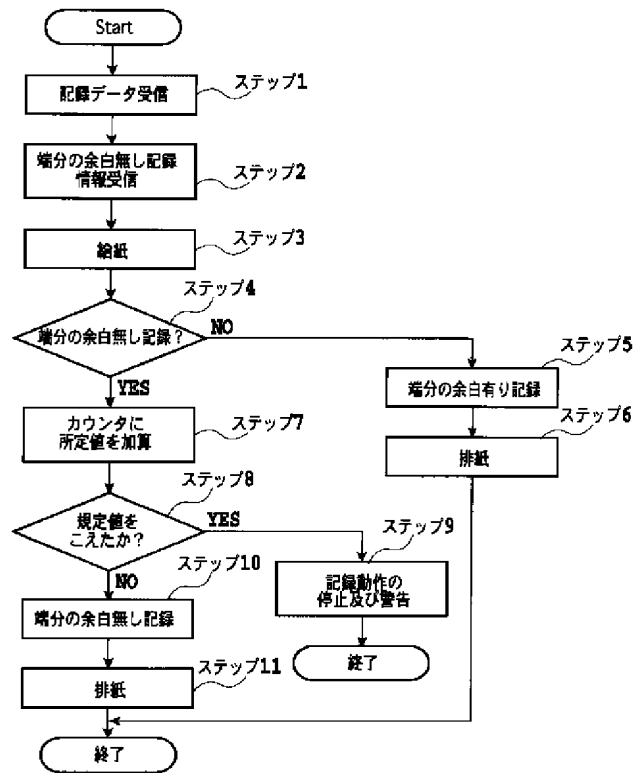 Start
記録データ受信
ステップ1
端分の余白無し記録
情報受信
ステップ2
給紙
ステップ3
端分の余白無し記録？
ステップ4
NO
YES
端分の余白有り記録
ステップ5
排紙
ステップ6
カウンタに
所定値を加算
ステップ7
規定値を
こえたか？
ステップ8
YES
NO
記録動作の
停止及び警告
ステップ9
終了
端分の余白無し記録
ステップ10
排紙
ステップ11
終了